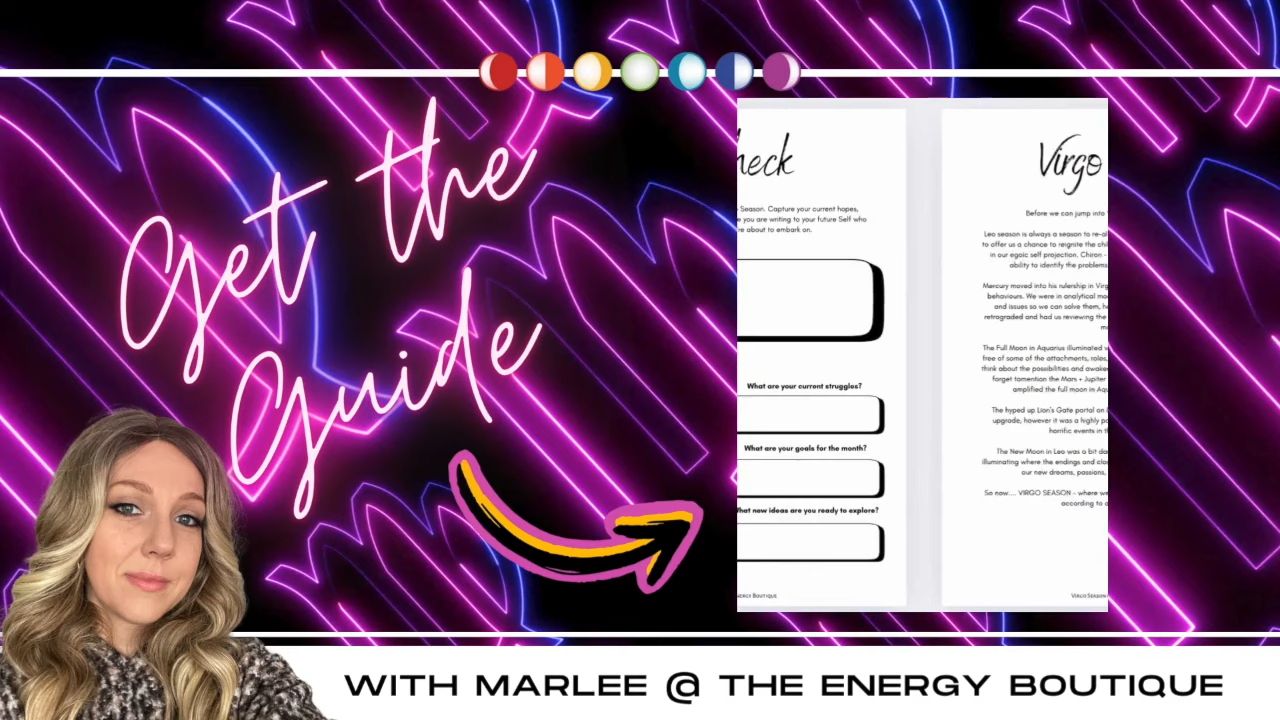 Get the
Guide
heck
Season. Capture your current hopes,
e you are writing to your future Self who
re about to embark on.
What are your current struggles?
What are your goals for the month?
hat new ideas are you ready to explore?
nergy Boutique
Virgo
Before we can jump into
Leo season is always a season to re-al
to offer us a chance to reignite the chil
in our egoic self projection. Chiron -
ability to identify the problems
Mercury moved into his rulership in Virg
behaviours. We were in analytical mo
and issues so we can solve them, h
retrograded and had us reviewing the
m
The Full Moon in Aquarius illuminated w
free of some of the attachments, roles,
think about the possibilities and awake
forget tomention the Mars + Jupiter
amplified the full moon in Aqu
The hyped up Lion's Gate portal on
upgrade, however it was a highly po
horrific events in th
The New Moon in Leo was a bit da
illuminating where the endings and clo
our new dreams, passions,
So now.... VIRGO SEASON - where we
according to o
Virgo Season
WITH MARLEE @ THE ENERGY BOUTIQUE